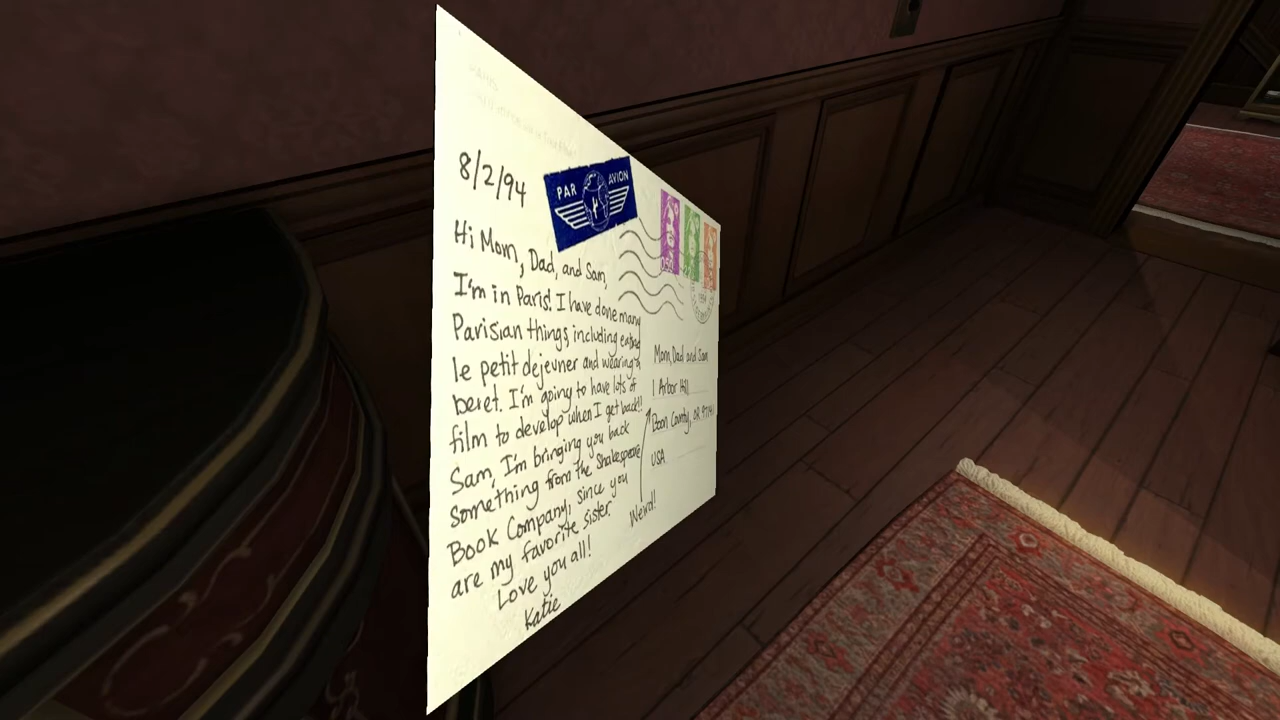 8/2/94
PAR AVION
Hi Mom, Dad, and Sam,
I'm in Paris! I have done many
Parisian things, including eating
le petit dejeuner and wearing a
beret. I'm going to have lots of
film to develop when I get back!!
Sam, I'm bringing you back
something from the Shakespeare
Book Company, since you
are my favorite sister
Love you all!
Katie
1994
Mom, Dad and Sam
1 Arbor Hill
Boon County, OR
USA
Weird!